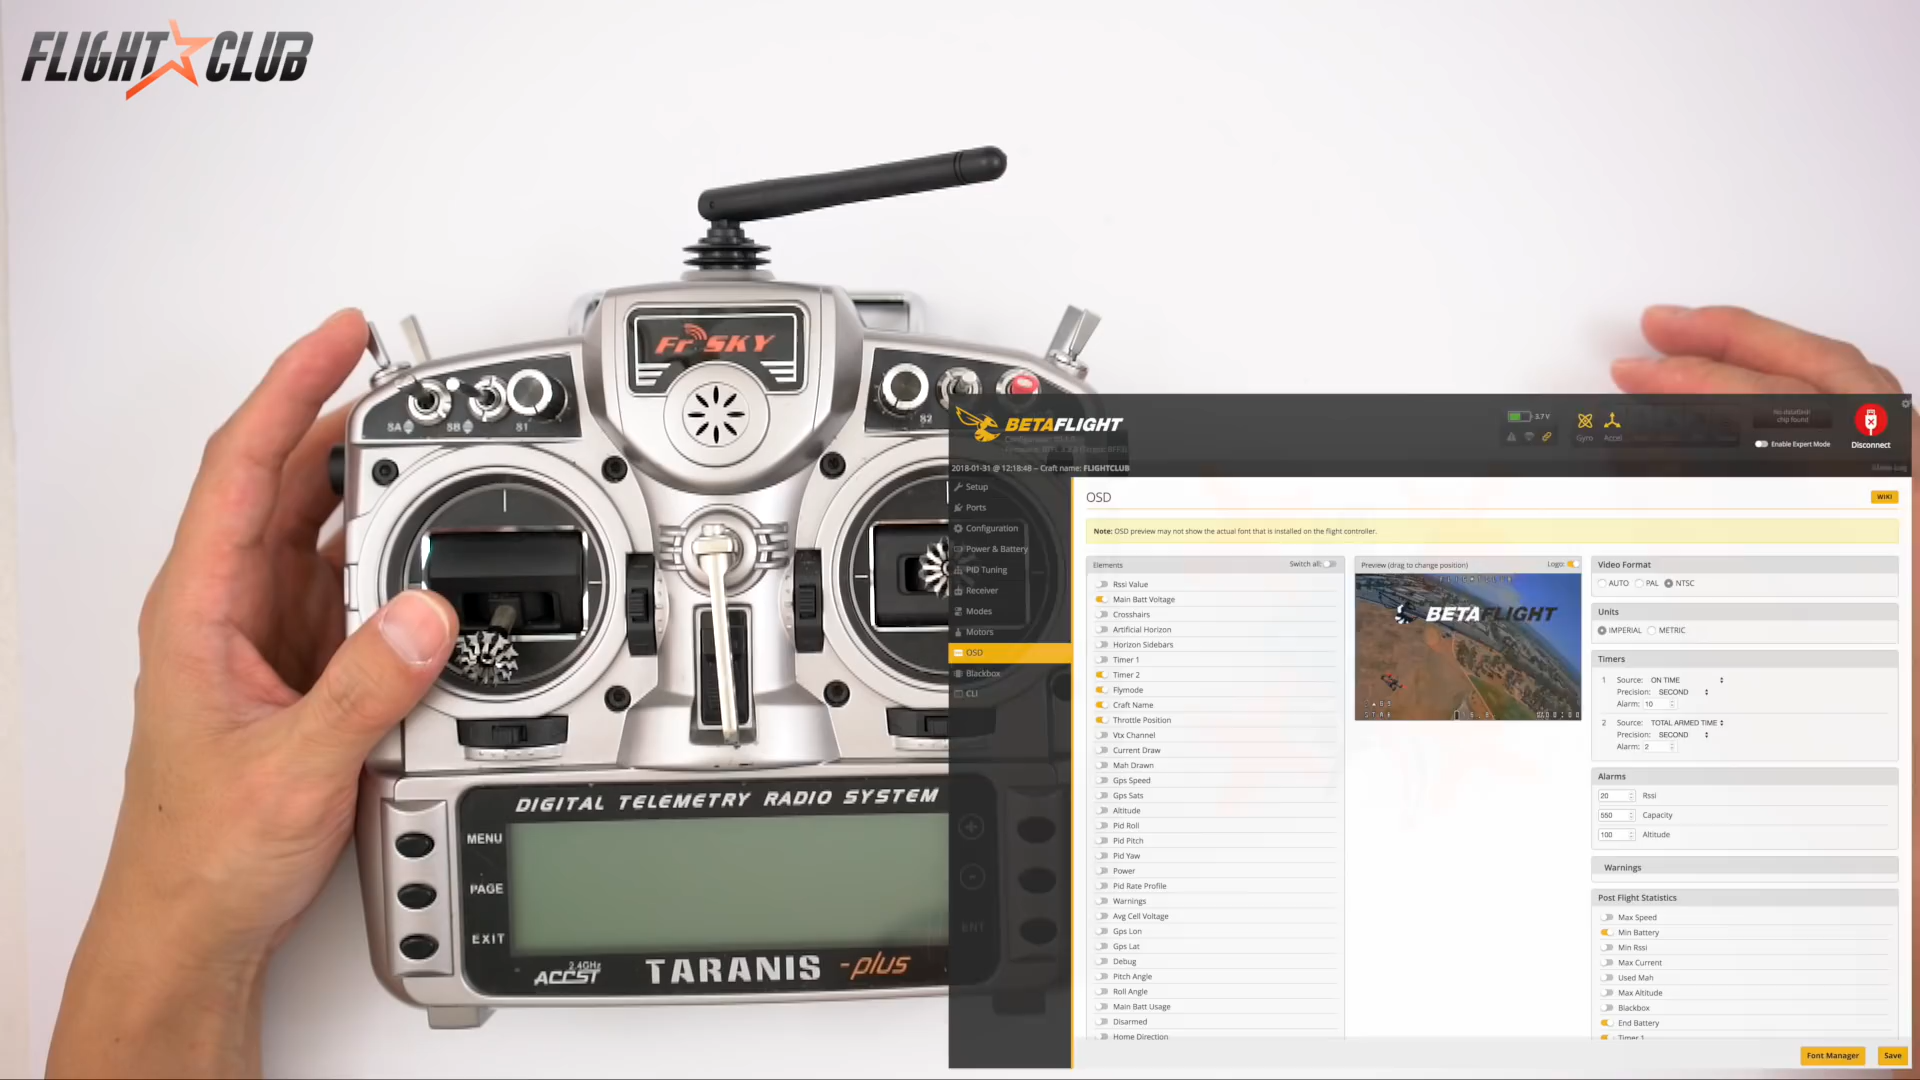 FLIGHT CLUB
FrSKY
SA
SB
S1
S2
DIGITAL TELEMETRY RADIO SYSTEM
MENU
PAGE
EXIT
ENT
2.4GHz
ACCST
TARANIS -plus
BETAFLIGHT
3.7 V
Gyro
Accel
No dataflash
chip found
Enable Expert Mode
Disconnect
2018-01-31 @ 12:18:48 -- Craft name: FLIGHTCLUB
Setup
Ports
Configuration
Power & Battery
PID Tuning
Receiver
Modes
Motors
OSD
Blackbox
CLI
OSD
WIKI
Note: OSD preview may not show the actual font that is installed on the flight controller.
Elements
Switch all:
Rssi Value
Main Batt Voltage
Crosshairs
Artificial Horizon
Horizon Sidebars
Timer 1
Timer 2
Flymode
Craft Name
Throttle Position
Vtx Channel
Current Draw
Mah Drawn
Gps Speed
Gps Sats
Altitude
Pid Roll
Pid Pitch
Pid Yaw
Power
Pid Rate Profile
Warnings
Avg Cell Voltage
Gps Lon
Gps Lat
Debug
Pitch Angle
Roll Angle
Main Batt Usage
Disarmed
Home Direction
Preview (drag to change position)
Logo:
BETAFLIGHT
Video Format
AUTO PAL NTSC
Units
IMPERIAL METRIC
Timers
1 Source: ON TIME
Precision: SECOND
Alarm: 10
2 Source: TOTAL ARMED TIME
Precision: SECOND
Alarm: 2
Alarms
20 Rssi
550 Capacity
100 Altitude
Warnings
Post Flight Statistics
Max Speed
Min Battery
Min Rssi
Max Current
Used Mah
Max Altitude
Blackbox
End Battery
Timer 1
Font Manager
Save